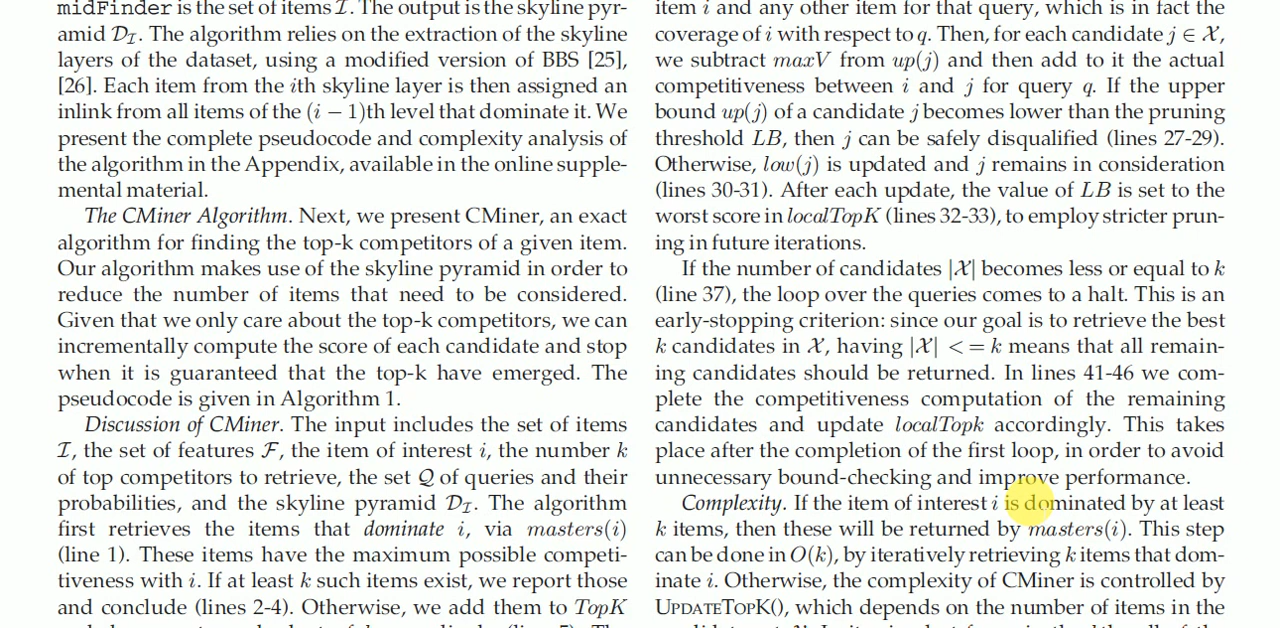 midFinder is the set of items ℐ. The output is the skyline pyr-
amid 𝒟ℐ. The algorithm relies on the extraction of the skyline
layers of the dataset, using a modified version of BBS [25],
[26]. Each item from the ith skyline layer is then assigned an
inlink from all items of the (i − 1)th level that dominate it. We
present the complete pseudocode and complexity analysis of
the algorithm in the Appendix, available in the online supple-
mental material.
The CMiner Algorithm. Next, we present CMiner, an exact
algorithm for finding the top-k competitors of a given item.
Our algorithm makes use of the skyline pyramid in order to
reduce the number of items that need to be considered.
Given that we only care about the top-k competitors, we can
incrementally compute the score of each candidate and stop
when it is guaranteed that the top-k have emerged. The
pseudocode is given in Algorithm 1.
Discussion of CMiner. The input includes the set of items
ℐ, the set of features ℱ, the item of interest i, the number k
of top competitors to retrieve, the set 𝒬 of queries and their
probabilities, and the skyline pyramid 𝒟ℐ. The algorithm
first retrieves the items that dominate i, via masters(i)
(line 1). These items have the maximum possible competi-
tiveness with i. If at least k such items exist, we report those
and conclude (lines 2-4). Otherwise, we add them to TopK
item i and any other item for that query, which is in fact the
coverage of i with respect to q. Then, for each candidate j ∈ 𝒳,
we subtract maxV from up(j) and then add to it the actual
competitiveness between i and j for query q. If the upper
bound up(j) of a candidate j becomes lower than the pruning
threshold LB, then j can be safely disqualified (lines 27-29).
Otherwise, low(j) is updated and j remains in consideration
(lines 30-31). After each update, the value of LB is set to the
worst score in localTopK (lines 32-33), to employ stricter prun-
ing in future iterations.
If the number of candidates |𝒳| becomes less or equal to k
(line 37), the loop over the queries comes to a halt. This is an
early-stopping criterion: since our goal is to retrieve the best
k candidates in 𝒳, having |𝒳| <= k means that all remain-
ing candidates should be returned. In lines 41-46 we com-
plete the competitiveness computation of the remaining
candidates and update localTopk accordingly. This takes
place after the completion of the first loop, in order to avoid
unnecessary bound-checking and improve performance.
Complexity. If the item of interest i is dominated by at least
k items, then these will be returned by masters(i). This step
can be done in O(k), by iteratively retrieving k items that dom-
inate i. Otherwise, the complexity of CMiner is controlled by
UPDATETOPK(), which depends on the number of items in the